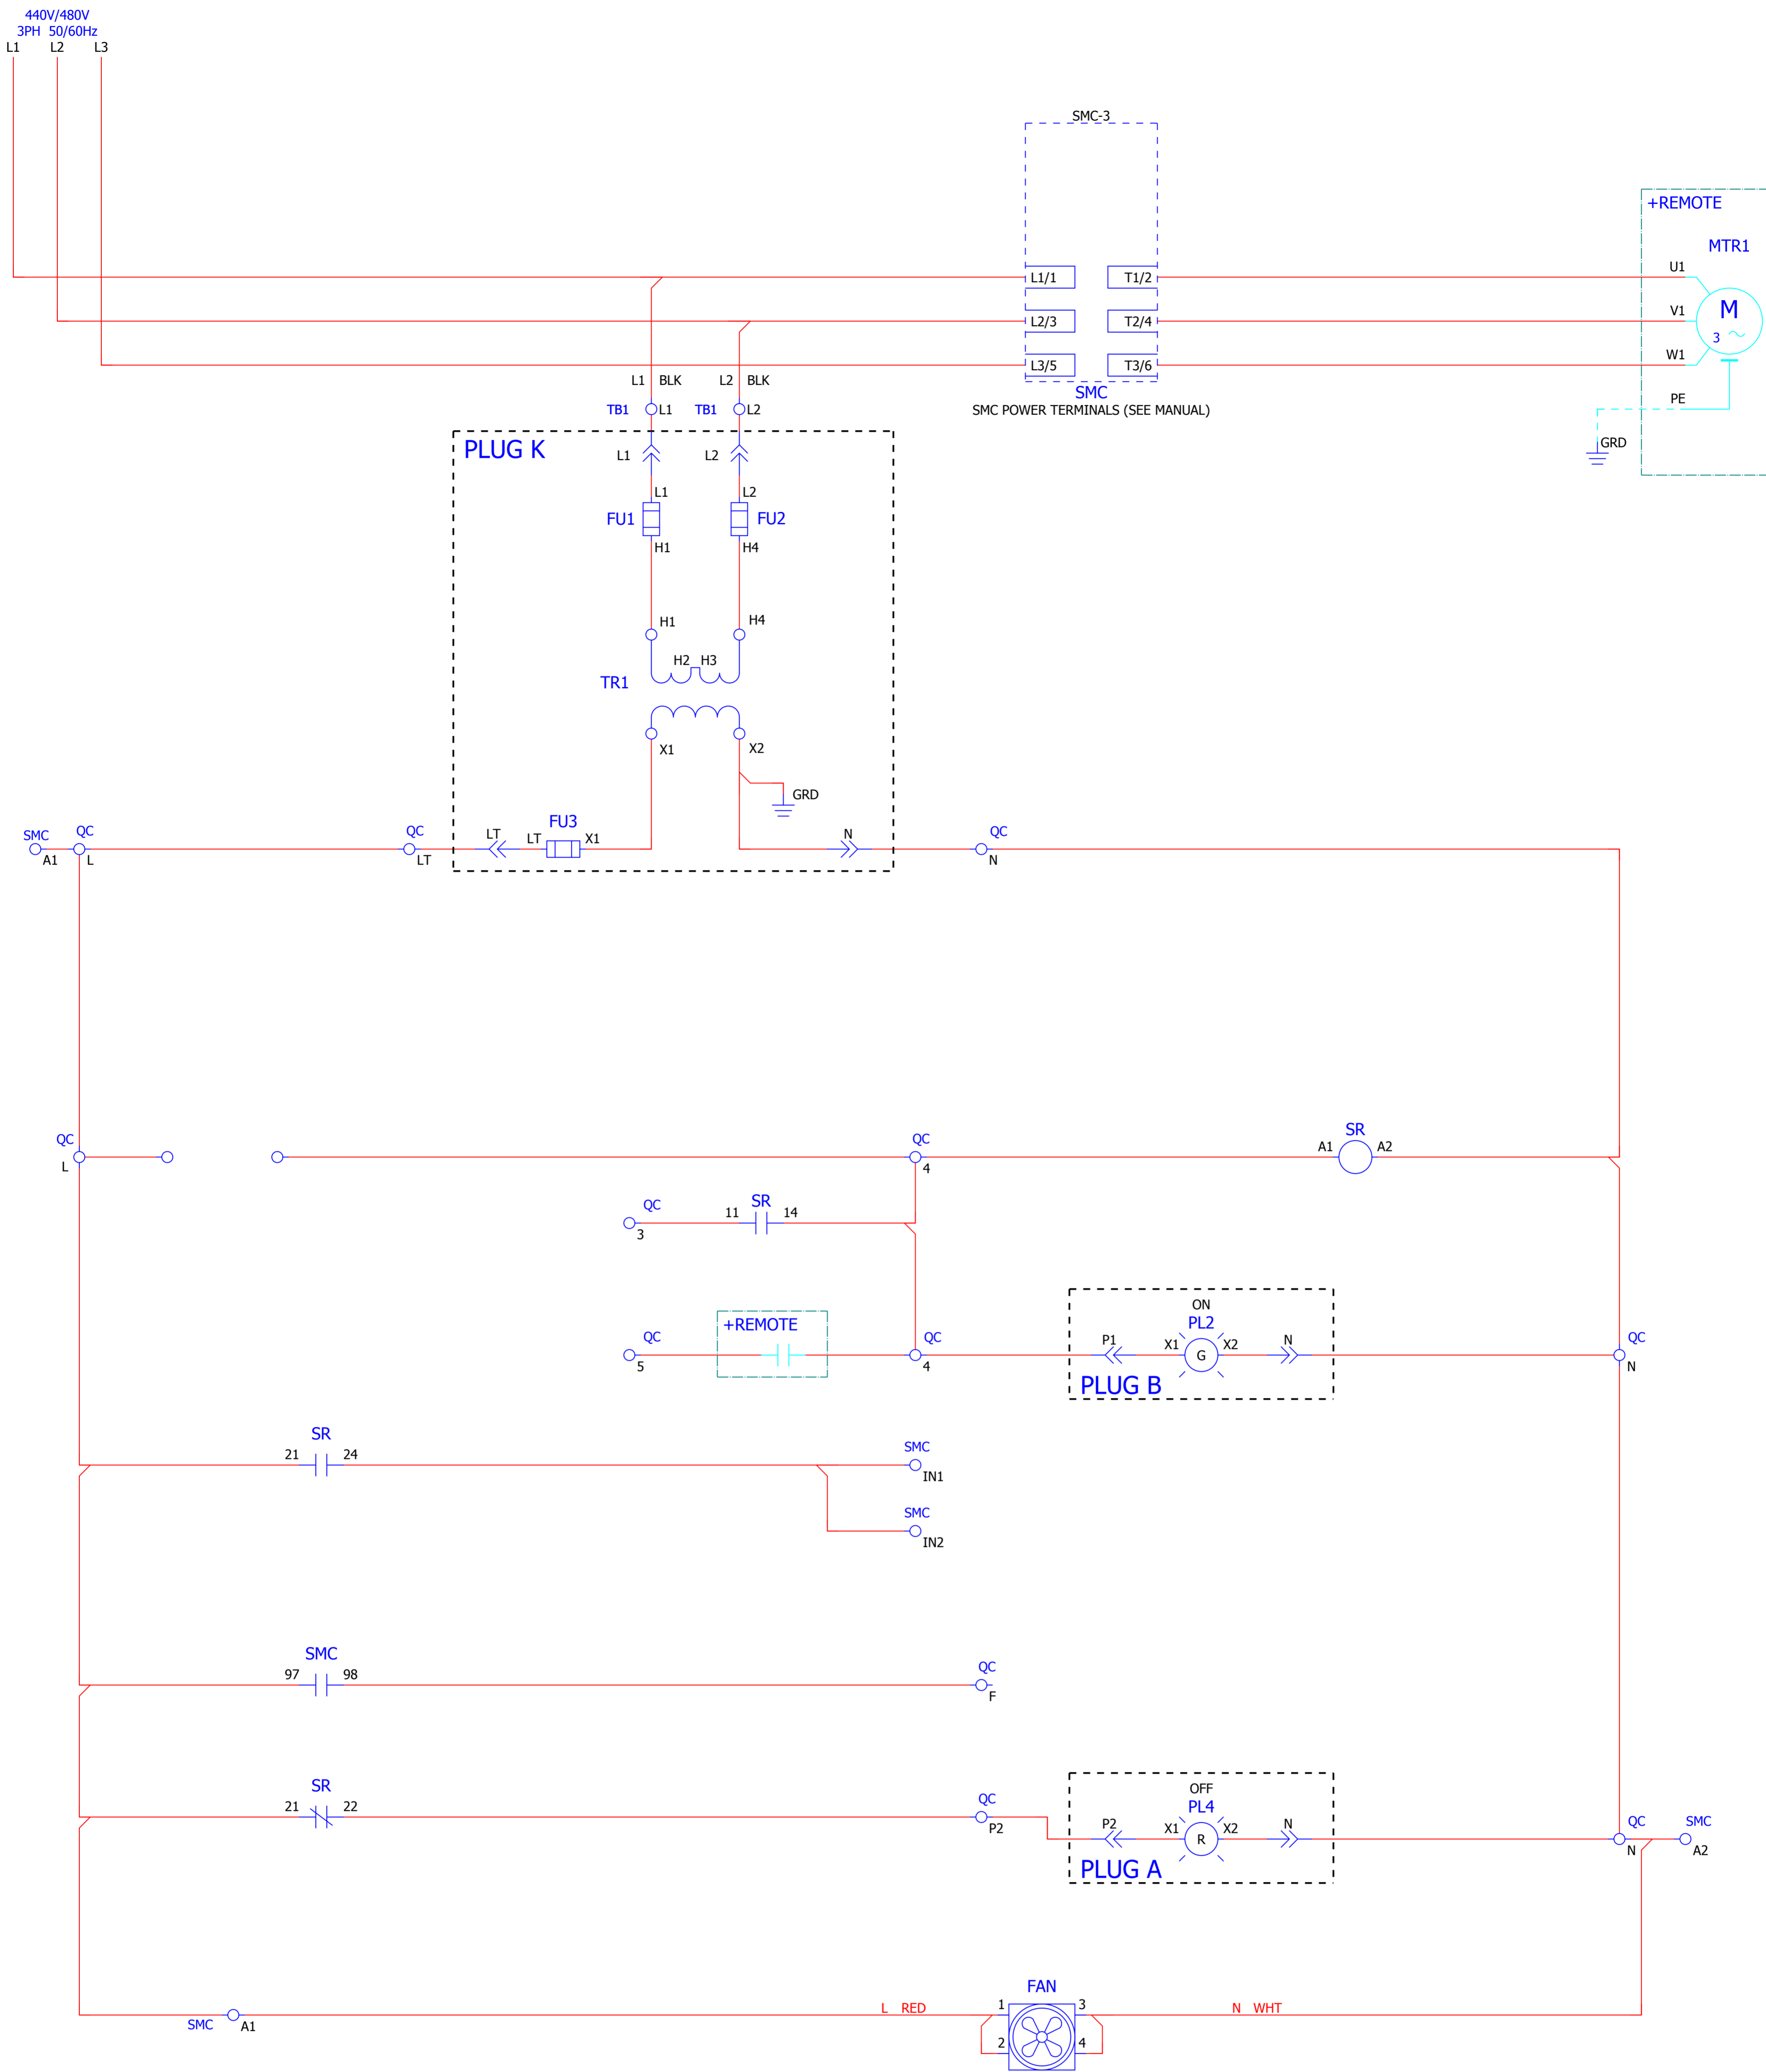 440V/480V
3PH 50/60Hz
L1 L2 L3
SMC-3
+REMOTE
MTR1
L1/1 T1/2 U1
L2/3 T2/4 V1
M
3
L3/5 T3/6 W1
L1 BLK L2 BLK
SMC
SMC POWER TERMINALS (SEE MANUAL)
PE
GRD
TB1 L1 TB1 L2
PLUG K
L1 L2
L1 L2
FU1 FU2
H1 H4
H1 H4
H2 H3
TR1
X1 X2
GRD
SMC QC QC LT FU3 N QC
LT X1
A1 L LT N
QC QC SR
A1 A2
L 4
QC SR
11 14
3
+REMOTE
ON
PL2
QC QC P1 X1 G X2 N QC
5 4 N
PLUG B
SR
21 24 SMC
IN1
SMC
IN2
SMC
97 98 QC
F
SR
21 22 QC
P2
OFF
PL4
P2 X1 R X2 N QC SMC
N A2
PLUG A
FAN
L RED 1 3 N WHT
SMC A1
2 4